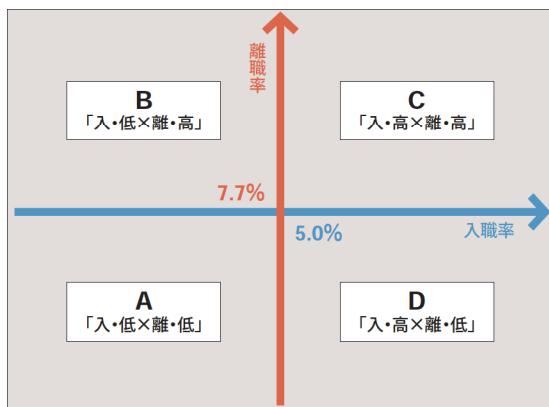 離職率
B
「入・低×離・高」
C
「入・高×離・高」
7.7%
5.0%
入職率
A
「入・低×離・低」
D
「入・高×離・低」